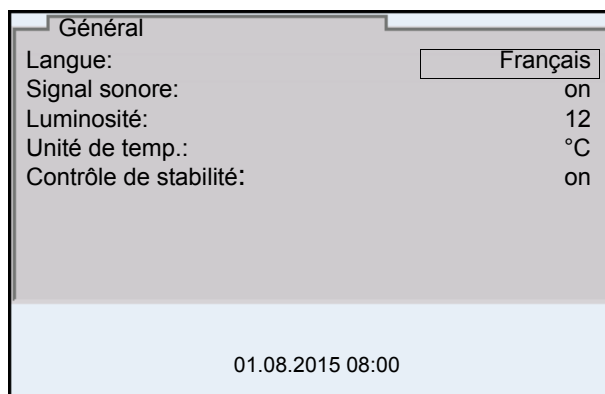 Général
Langue: Français
Signal sonore: on
Luminosité: 12
Unité de temp.: °C
Contrôle de stabilité: on
01.08.2015 08:00